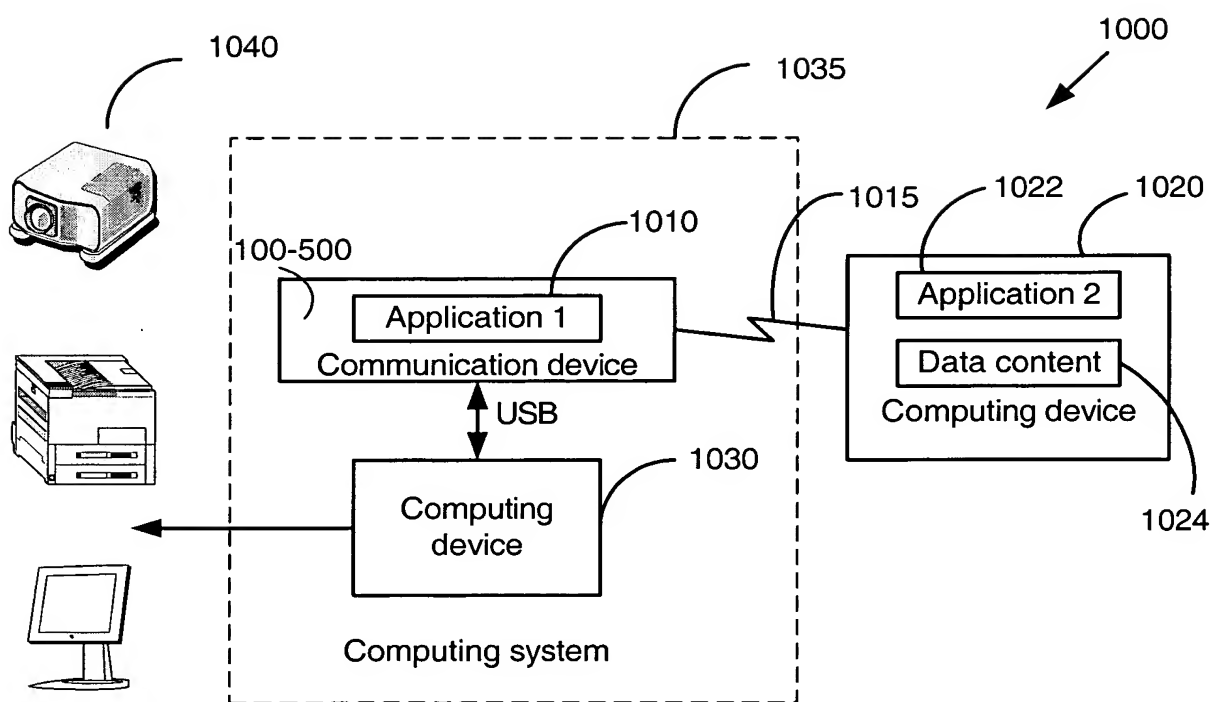 1040
1000
1035
1022
1020
1015
1010
100-500
Application 1
Communication device
Application 2
Data content
Computing device
USB
1030
1024
Computing
device
Computing system